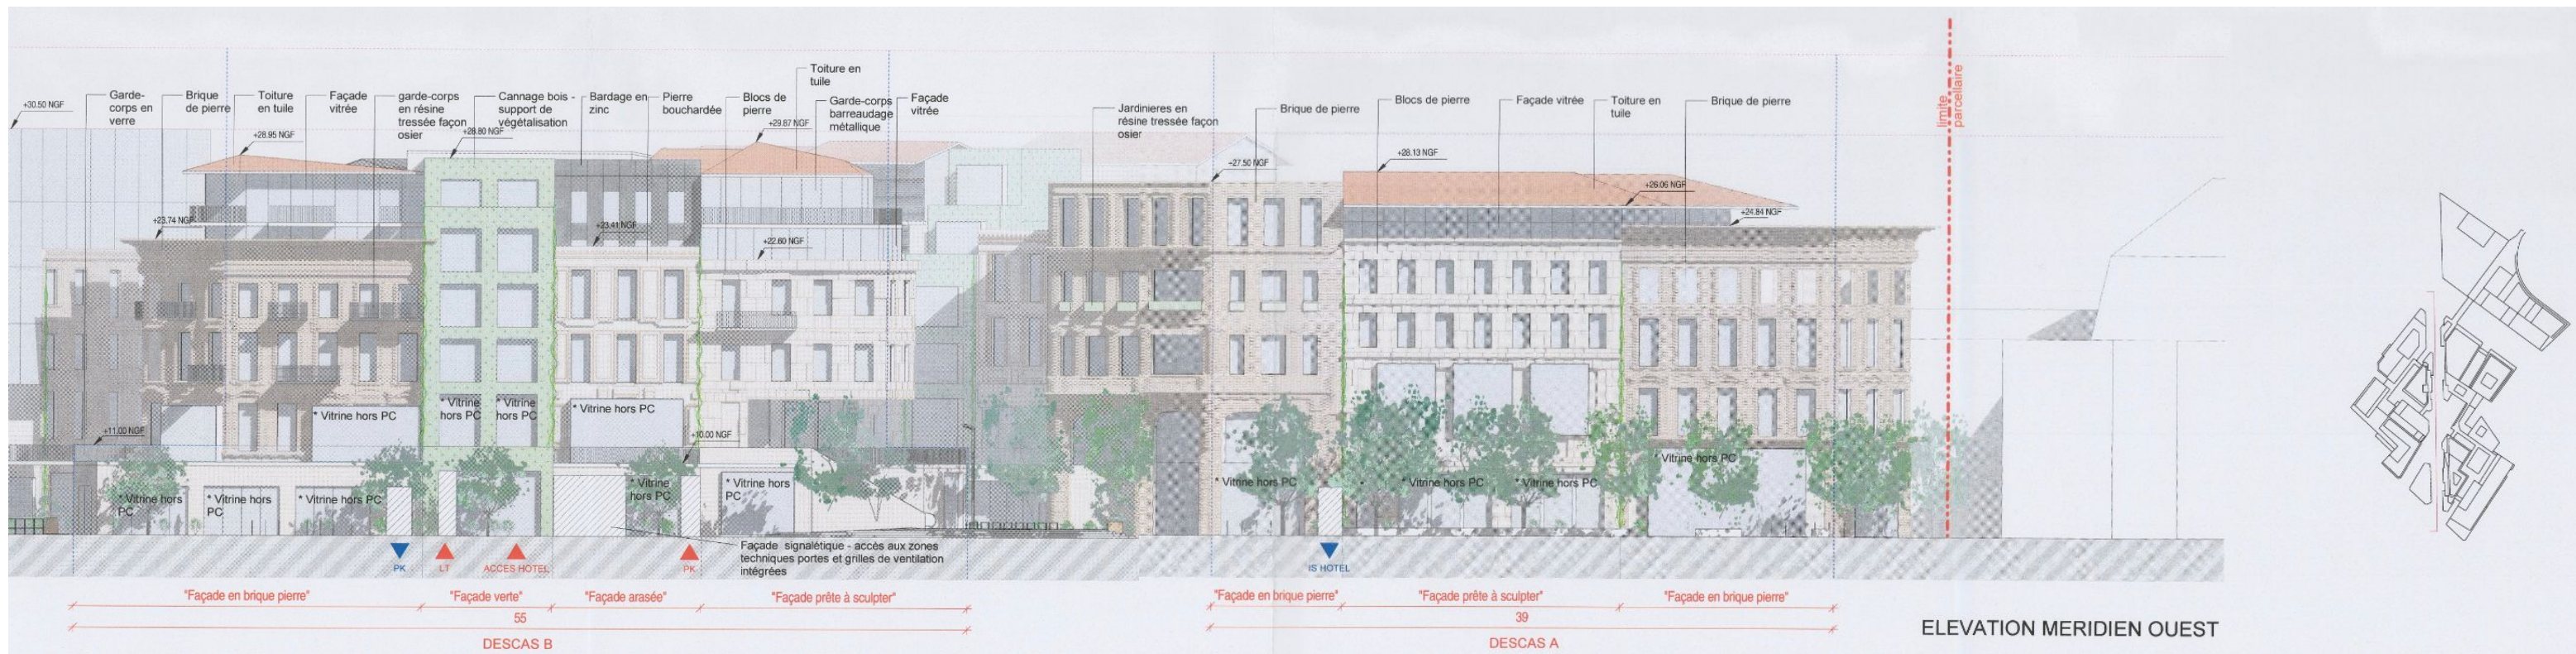 +30.50 NGF
Garde-
corps en
verre
Brique
de pierre
Toiture
en tuile
Façade
vitrée
garde-corps
en résine
tressée façon
osier
Cannage bois -
support de
végétalisation
Bardage en
zinc
Pierre
bouchardée
Blocs de
pierre
Toiture en
tuile
Garde-corps
barreaudage
métallique
Façade
vitrée
Jardinieres en
résine tressée façon
osier
Brique de pierre
Blocs de pierre
Façade vitrée
Toiture en
tuile
Brique de pierre
limite
parcellaire
+28.95 NGF
+28.80 NGF
+29.87 NGF
+27.50 NGF
+28.13 NGF
+26.06 NGF
+24.84 NGF
+23.74 NGF
+23.41 NGF
+22.60 NGF
+11.00 NGF
+10.00 NGF
* Vitrine hors PC
* Vitrine
hors PC
* Vitrine
hors PC
* Vitrine hors PC
* Vitrine hors
PC
* Vitrine hors
PC
* Vitrine hors PC
* Vitrine
hors PC
* Vitrine hors
PC
* Vitrine hors PC
* Vitrine hors PC
* Vitrine hors PC
* Vitrine hors PC
Façade signalétique - accès aux zones
techniques portes et grilles de ventilation
intégrées
PK
LT
ACCES HOTEL
PK
IS HOTEL
"Façade en brique pierre"
"Façade verte"
"Façade arasée"
"Façade prête à sculpter"
"Façade en brique pierre"
"Façade prête à sculpter"
"Façade en brique pierre"
55
39
DESCAS B
DESCAS A
ELEVATION MERIDIEN OUEST